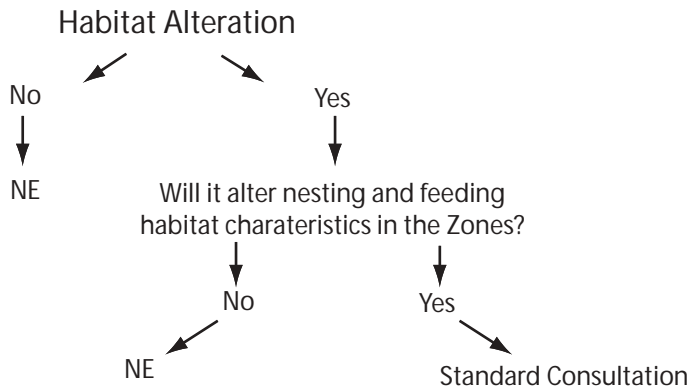 Habitat Alteration
No
Yes
NE
Will it alter nesting and feeding
habitat charateristics in the Zones?
No
Yes
NE
Standard Consultation